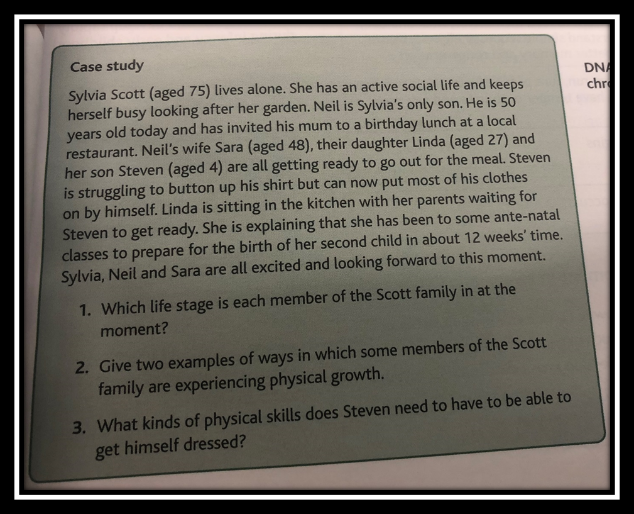 Case study
Sylvia Scott (aged 75) lives alone. She has an active social life and keeps
herself busy looking after her garden. Neil is Sylvia's only son. He is 50
years old today and has invited his mum to a birthday lunch at a local
restaurant. Neil's wife Sara (aged 48), their daughter Linda (aged 27) and
her son Steven (aged 4) are all getting ready to go out for the meal. Steven
is struggling to button up his shirt but can now put most of his clothes
on by himself. Linda is sitting in the kitchen with her parents waiting for
Steven to get ready. She is explaining that she has been to some ante-natal
classes to prepare for the birth of her second child in about 12 weeks' time.
Sylvia, Neil and Sara are all excited and looking forward to this moment.
1. Which life stage is each member of the Scott family in at the
moment?
2. Give two examples of ways in which some members of the Scott
family are experiencing physical growth.
3. What kinds of physical skills does Steven need to have to be able to
get himself dressed?
DNA
chr